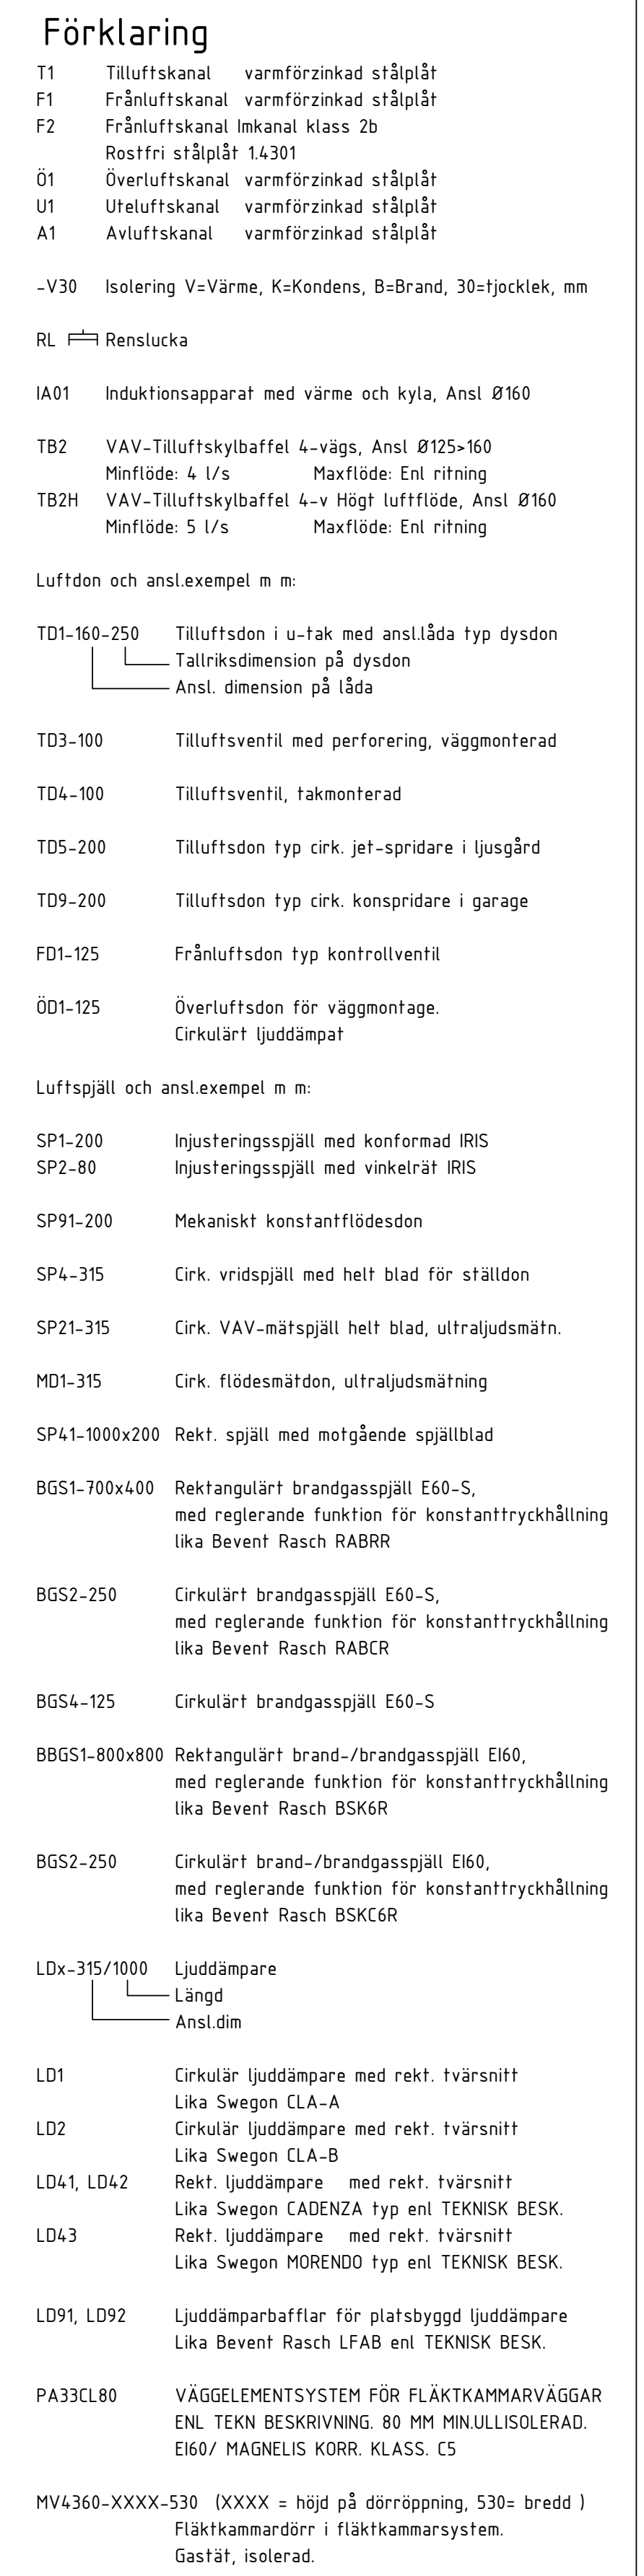 Förklaring
T1 Tilluftskanal varmförzinkad stålplåt
F1 Frånluftskanal varmförzinkad stålplåt
F2 Frånluftskanal Imkanal klass 2b
Rostfri stålplåt 1.4301
Ö1 Överluftskanal varmförzinkad stålplåt
U1 Uteluftskanal varmförzinkad stålplåt
A1 Avluftskanal varmförzinkad stålplåt
-V30 Isolering V=Värme, K=Kondens, B=Brand, 30=tjocklek, mm
RL Renslucka
IA01 Induktionsapparat med värme och kyla, Ansl Ø160
TB2 VAV-Tilluftskylbaffel 4-vägs, Ansl Ø125>160
Minflöde: 4 l/s Maxflöde: Enl ritning
TB2H VAV-Tilluftskylbaffel 4-v Högt luftflöde, Ansl Ø160
Minflöde: 5 l/s Maxflöde: Enl ritning
Luftdon och ansl.exempel m m:
TD1-160-250 Tilluftsdon i u-tak med ansl.låda typ dysdon
Tallriksdimension på dysdon
Ansl. dimension på låda
TD3-100 Tilluftsventil med perforering, väggmonterad
TD4-100 Tilluftsventil, takmonterad
TD5-200 Tilluftsdon typ cirk. jet-spridare i ljusgård
TD9-200 Tilluftsdon typ cirk. konspridare i garage
FD1-125 Frånluftsdon typ kontrollventil
ÖD1-125 Överluftsdon för väggmontage.
Cirkulärt ljuddämpat
Luftspjäll och ansl.exempel m m:
SP1-200 Injusteringsspjäll med konformad IRIS
SP2-80 Injusteringsspjäll med vinkelrät IRIS
SP91-200 Mekaniskt konstantflödesdon
SP4-315 Cirk. vridspjäll med helt blad för ställdon
SP21-315 Cirk. VAV-mätspjäll helt blad, ultraljudsmätn.
MD1-315 Cirk. flödesmätdon, ultraljudsmätning
SP41-1000x200 Rekt. spjäll med motgående spjällblad
BGS1-700x400 Rektangulärt brandgasspjäll E60-S,
med reglerande funktion för konstanttryckhållning
lika Bevent Rasch RABRR
BGS2-250 Cirkulärt brandgasspjäll E60-S,
med reglerande funktion för konstanttryckhållning
lika Bevent Rasch RABCR
BGS4-125 Cirkulärt brandgasspjäll E60-S
BBGS1-800x800 Rektangulärt brand-/brandgasspjäll EI60,
med reglerande funktion för konstanttryckhållning
lika Bevent Rasch BSK6R
BGS2-250 Cirkulärt brand-/brandgasspjäll EI60,
med reglerande funktion för konstanttryckhållning
lika Bevent Rasch BSKC6R
LDx-315/1000 Ljuddämpare
Längd
Ansl.dim
LD1 Cirkulär ljuddämpare med rekt. tvärsnitt
Lika Swegon CLA-A
LD2 Cirkulär ljuddämpare med rekt. tvärsnitt
Lika Swegon CLA-B
LD41, LD42 Rekt. ljuddämpare med rekt. tvärsnitt
Lika Swegon CADENZA typ enl TEKNISK BESK.
LD43 Rekt. ljuddämpare med rekt. tvärsnitt
Lika Swegon MORENDO typ enl TEKNISK BESK.
LD91, LD92 Ljuddämparbafflar för platsbyggd ljuddämpare
Lika Bevent Rasch LFAB enl TEKNISK BESK.
PA33CL80 VÄGGELEMENTSYSTEM FÖR FLÄKTKAMMARVÄGGAR
ENL TEKN BESKRIVNING. 80 MM MIN.ULLISOLERAD.
EI60/ MAGNELIS KORR. KLASS. C5
MV4360-XXXX-530 (XXXX = höjd på dörröppning, 530= bredd )
Fläktkammardörr i fläktkammarsystem.
Gastät, isolerad.